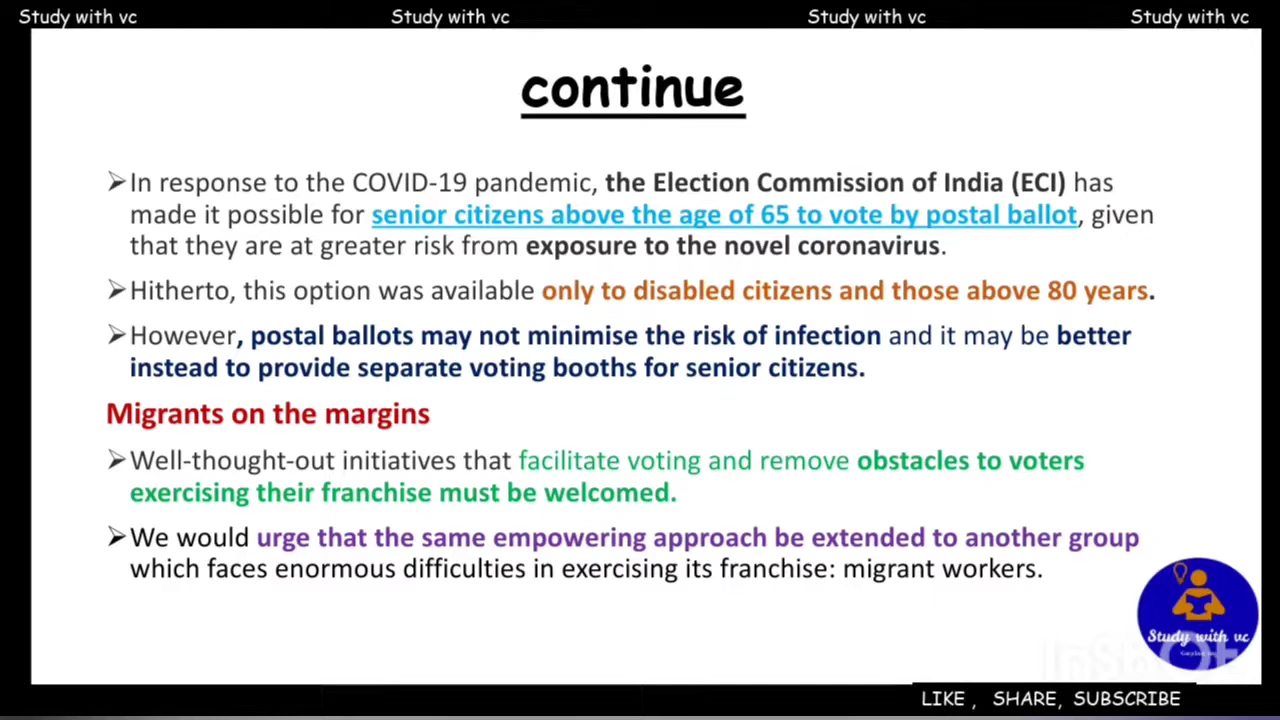 Study with vc Study with vc Study with vc Study with vc
continue
➢In response to the COVID-19 pandemic, the Election Commission of India (ECI) has
made it possible for senior citizens above the age of 65 to vote by postal ballot, given
that they are at greater risk from exposure to the novel coronavirus.
➢Hitherto, this option was available only to disabled citizens and those above 80 years.
➢However, postal ballots may not minimise the risk of infection and it may be better
instead to provide separate voting booths for senior citizens.
Migrants on the margins
➢Well-thought-out initiatives that facilitate voting and remove obstacles to voters
exercising their franchise must be welcomed.
➢We would urge that the same empowering approach be extended to another group
which faces enormous difficulties in exercising its franchise: migrant workers.
Study with vc
InShOt
LIKE , SHARE, SUBSCRIBE